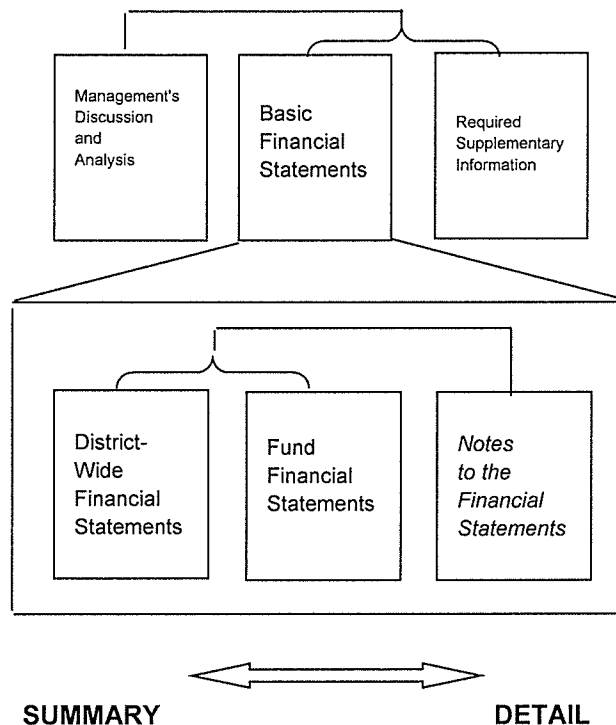 Management's
Discussion
and
Analysis
Basic
Financial
Statements
Required
Supplementary
Information
District-
Wide
Financial
Statements
Fund
Financial
Statements
Notes
to the
Financial
Statements
SUMMARY
DETAIL